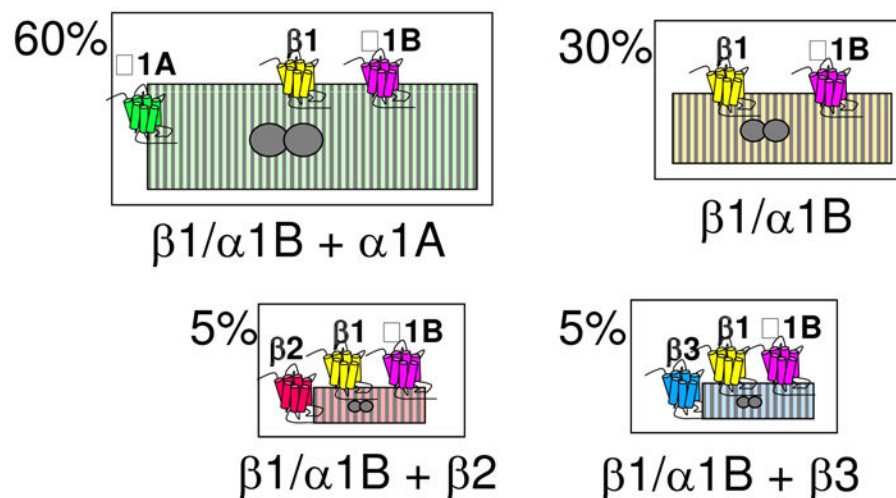 60%
□1A
β1
□1B
β1/α1B + α1A
30%
β1
□1B
β1/α1B
5%
β2
β1
□1B
β1/α1B + β2
5%
β3
β1
□1B
β1/α1B + β3